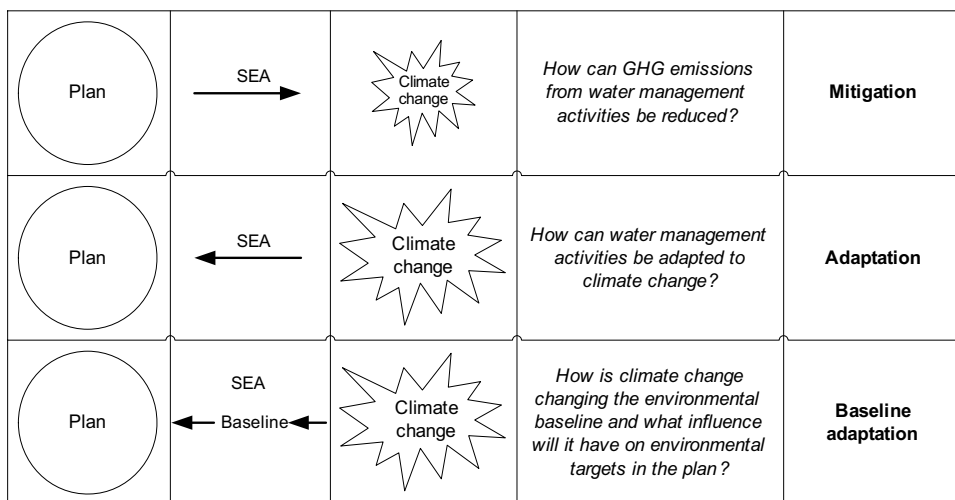 Plan
SEA
Climate
change
How can GHG emissions
from water management
activities be reduced?
Mitigation
Plan
SEA
Climate
change
How can water management
activities be adapted to
climate change?
Adaptation
Plan
SEA
Baseline
Climate
change
How is climate change
changing the environmental
baseline and what influence
will it have on environmental
targets in the plan?
Baseline
adaptation